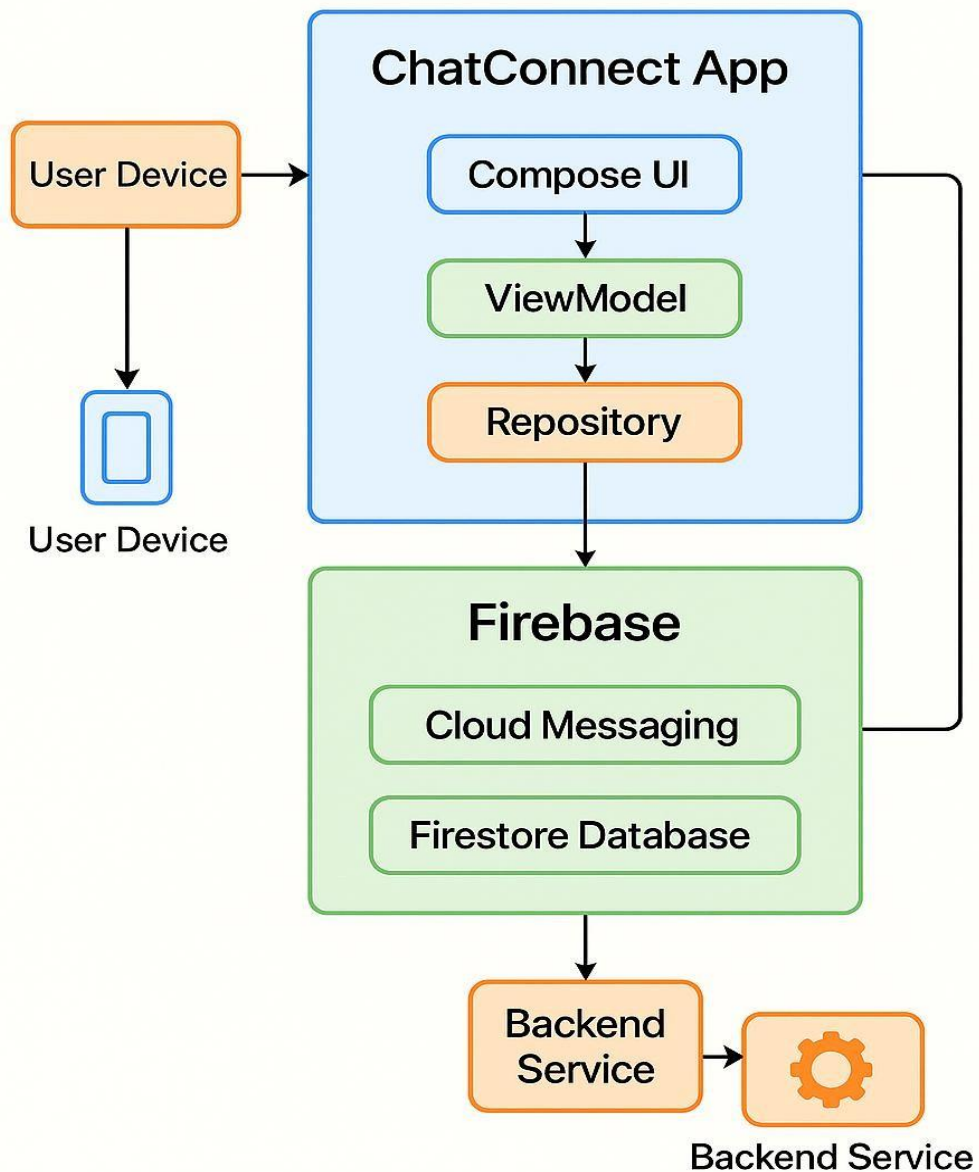 ChatConnect App
User Device
Compose UI
ViewModel
Repository
User Device
Firebase
Cloud Messaging
Firestore Database
Backend
Service
Backend Service